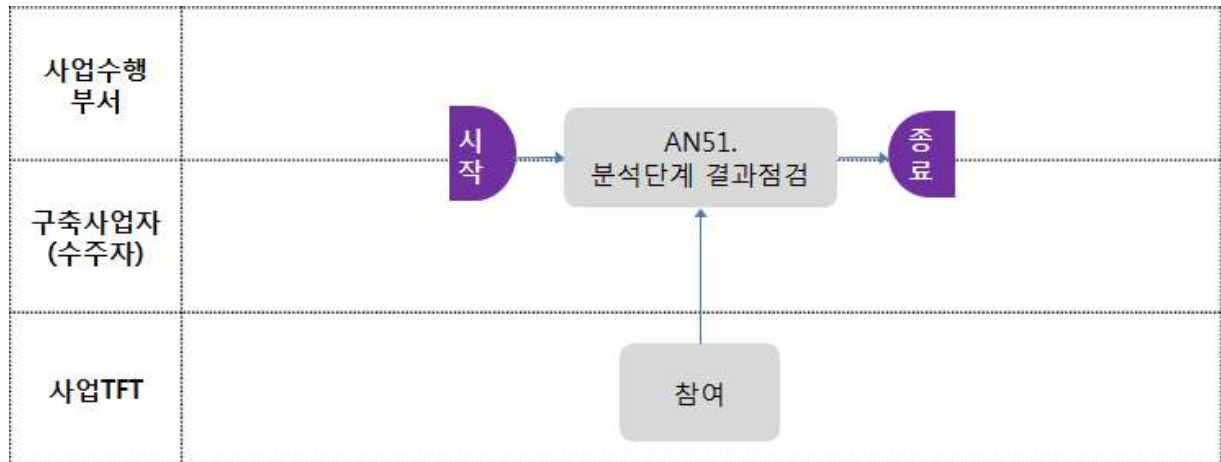 사업수행
부서
시
작
AN51.
분석단계 결과점검
종
료
구축사업자
(수주자)
사업TFT
참여